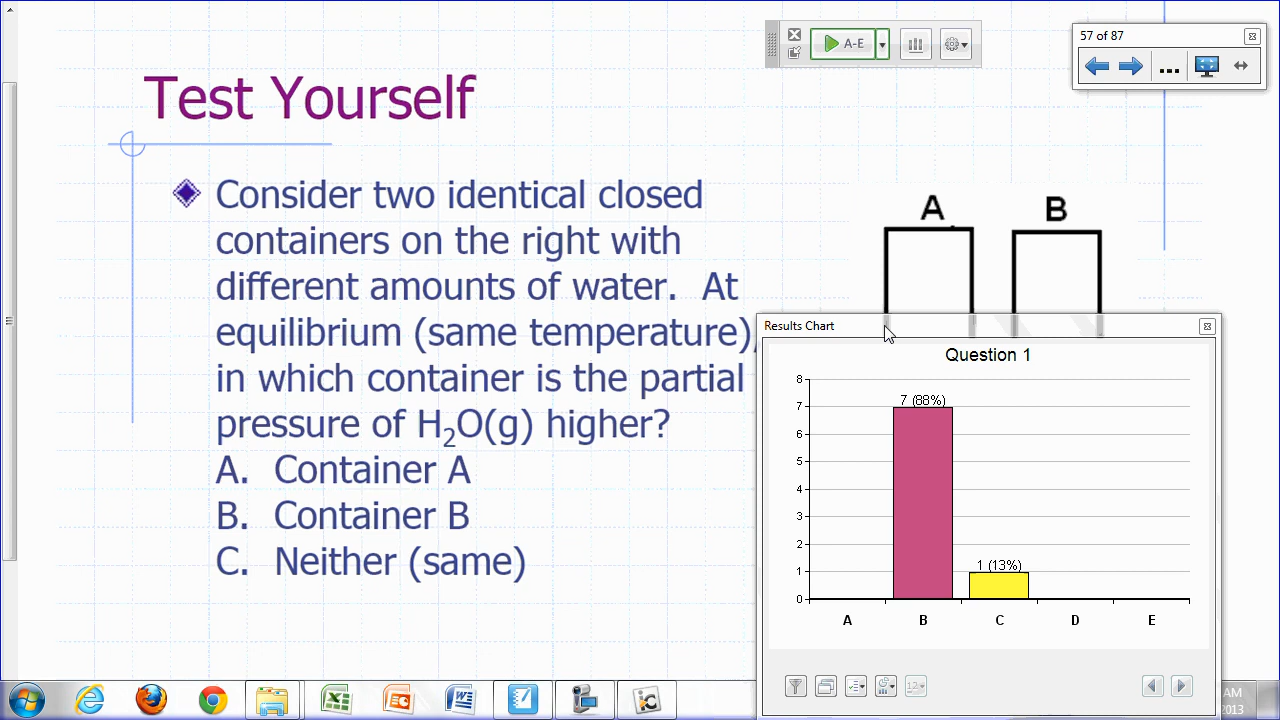 A-E
57 of 87
...
Test Yourself
Consider two identical closed
containers on the right with
different amounts of water. At
equilibrium (same temperature),
in which container is the partial
pressure of H₂O(g) higher?
A. Container A
B. Container B
C. Neither (same)
A B
Results Chart
Question 1
8
7
6
5
4
3
2
1
0
7 (88%)
1 (13%)
A B C D E
12
AM
2013